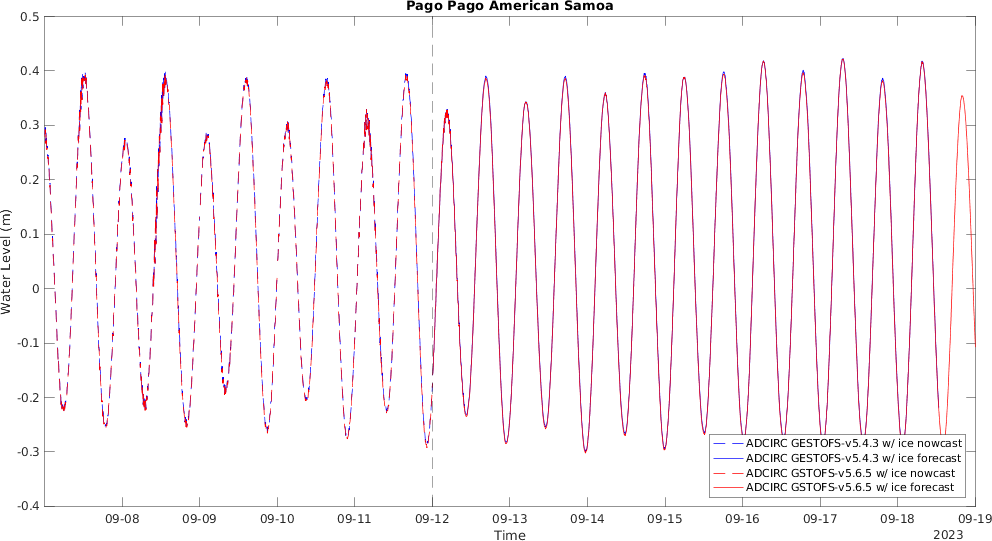 Pago Pago American Samoa
0.5
0.4
0.3
0.2
0.1
0
-0.1
-0.2
-0.3
-0.4
Water Level (m)
ADCIRC GESTOFS-v5.4.3 w/ ice nowcast
ADCIRC GESTOFS-v5.4.3 w/ ice forecast
ADCIRC GSTOFS-v5.6.5 w/ ice nowcast
ADCIRC GSTOFS-v5.6.5 w/ ice forecast
09-08 09-09 09-10 09-11 09-12 09-13 09-14 09-15 09-16 09-17 09-18 09-19
Time 2023